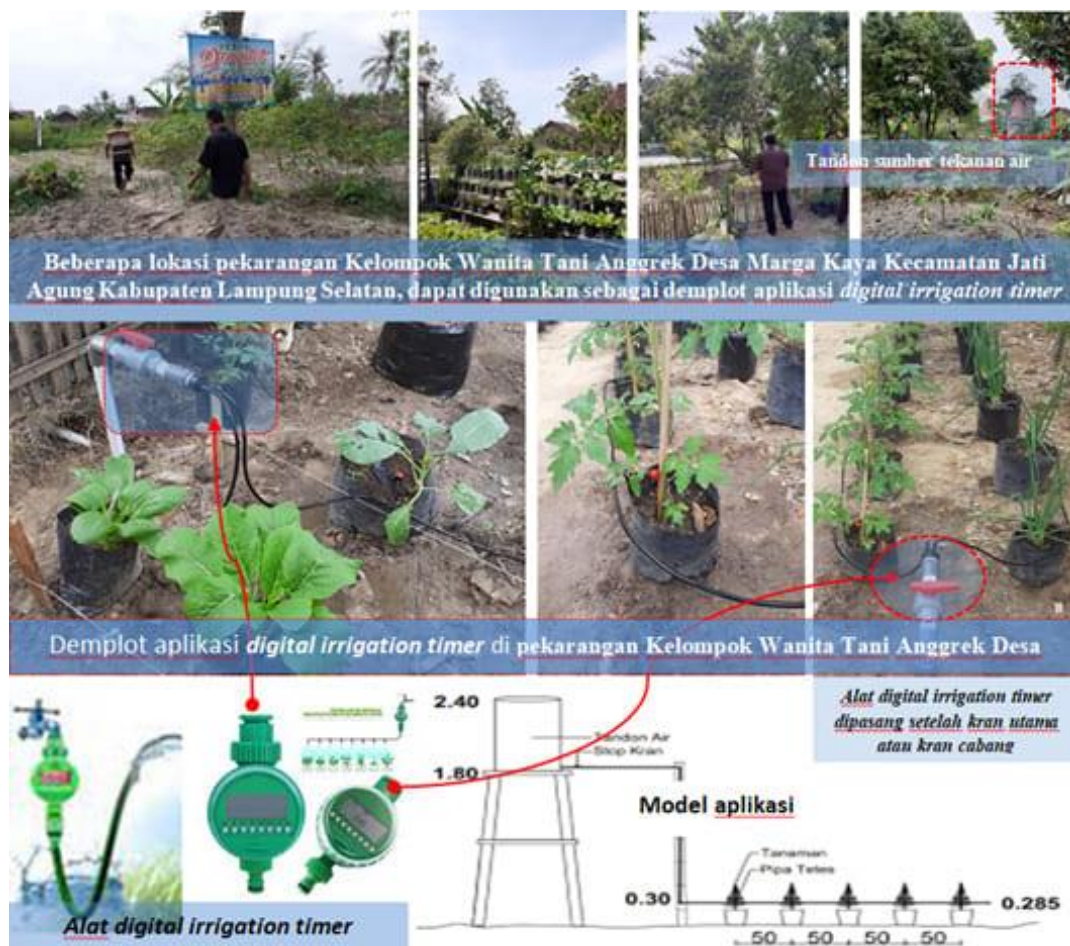 Tandon sumber tekanan air
Beberapa lokasi pekarangan Kelompok Wanita Tani Anggrek Desa Marga Kaya Kecamatan Jati
Agung Kabupaten Lampung Selatan, dapat digunakan sebagai demplot aplikasi digital irrigation timer
Demplot aplikasi digital irrigation timer di pekarangan Kelompok Wanita Tani Anggrek Desa
Alat digital irrigation timer
dipasang setelah kran utama
atau kran cabang
2.40
Tandon Air
Stop Kran
1.80
Model aplikasi
Tanaman
Pipa Tetes
0.30
0.285
50 50 50 50
Alat digital irrigation timer